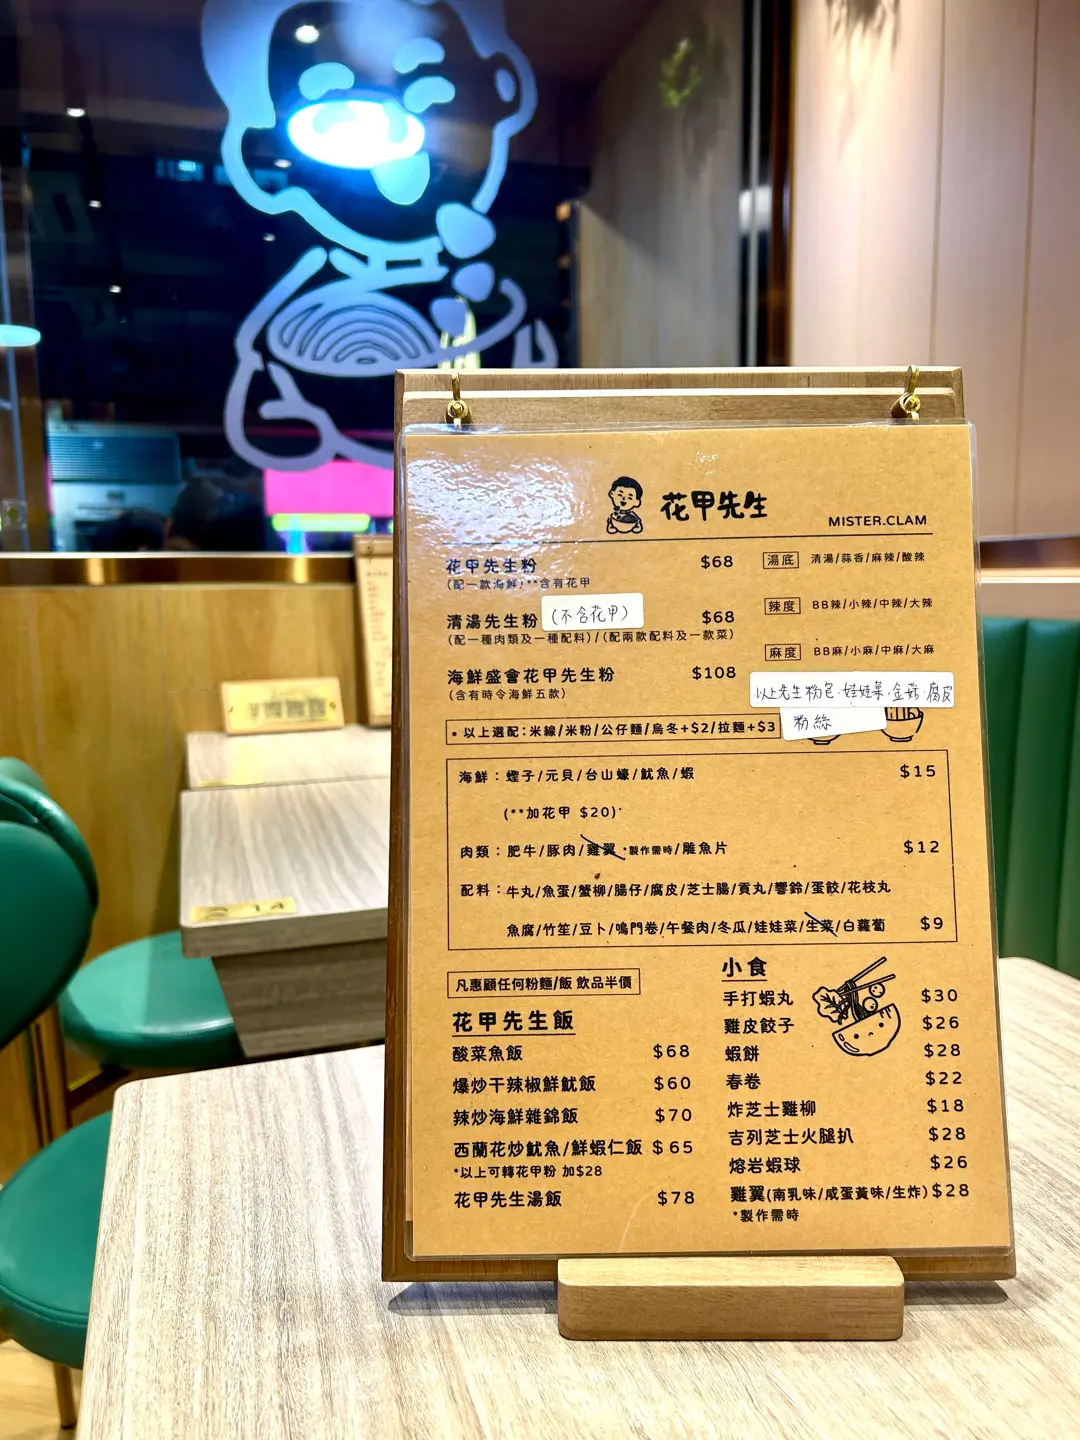 花甲先生
MISTER.CLAM
花甲先生粉 $68
(配一款海鮮)**含有花甲
清湯先生粉 (不含花甲) $68
(配一種肉類及一種配料)/(配兩款配料及一款菜)
海鮮盛會花甲先生粉 $108
(含有時令海鮮五款)
湯底 清湯/蒜香/麻辣/酸辣
辣度 BB辣/小辣/中辣/大辣
麻度 BB麻/小麻/中麻/大麻
以上先生粉包·娃娃菜·金菇·腐皮
粉絲
• 以上選配:米線/米粉/公仔麵/烏冬+$2/拉麵+$3
海鮮:蟶子/元貝/台山蠔/魷魚/蝦 $15
(**加花甲 $20)
肉類:肥牛/豚肉/雞翼 *製作需時/雕魚片 $12
配料:牛丸/魚蛋/蟹柳/腸仔/腐皮/芝士腸/貢丸/響鈴/蛋餃/花枝丸
魚腐/竹笙/豆卜/鳴門卷/午餐肉/冬瓜/娃娃菜/生菜/白蘿蔔 $9
凡惠顧任何粉麵/飯 飲品半價
花甲先生飯
酸菜魚飯 $68
爆炒干辣椒鮮魷飯 $60
辣炒海鮮雜錦飯 $70
西蘭花炒魷魚/鮮蝦仁飯 $65
*以上可轉花甲粉 加$28
花甲先生湯飯 $78
小食
手打蝦丸 $30
雞皮餃子 $26
蝦餅 $28
春卷 $22
炸芝士雞柳 $18
吉列芝士火腿扒 $28
熔岩蝦球 $26
雞翼(南乳味/咸蛋黃味/生炸) $28
*製作需時